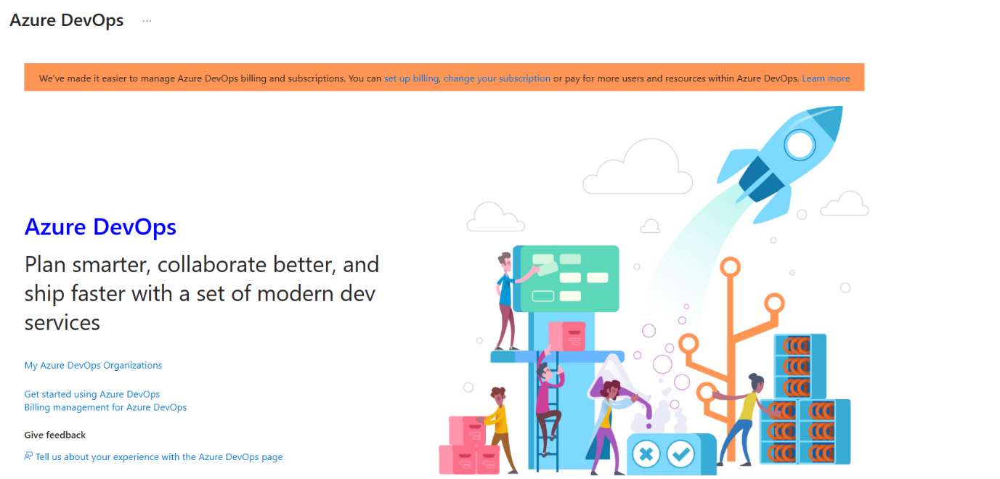 Azure DevOps ...
We've made it easier to manage Azure DevOps billing and subscriptions. You can set up billing, change your subscription or pay for more users and resources within Azure DevOps. Learn more
Azure DevOps
Plan smarter, collaborate better, and
ship faster with a set of modern dev
services
My Azure DevOps Organizations
Get started using Azure DevOps
Billing management for Azure DevOps
Give feedback
Tell us about your experience with the Azure DevOps page